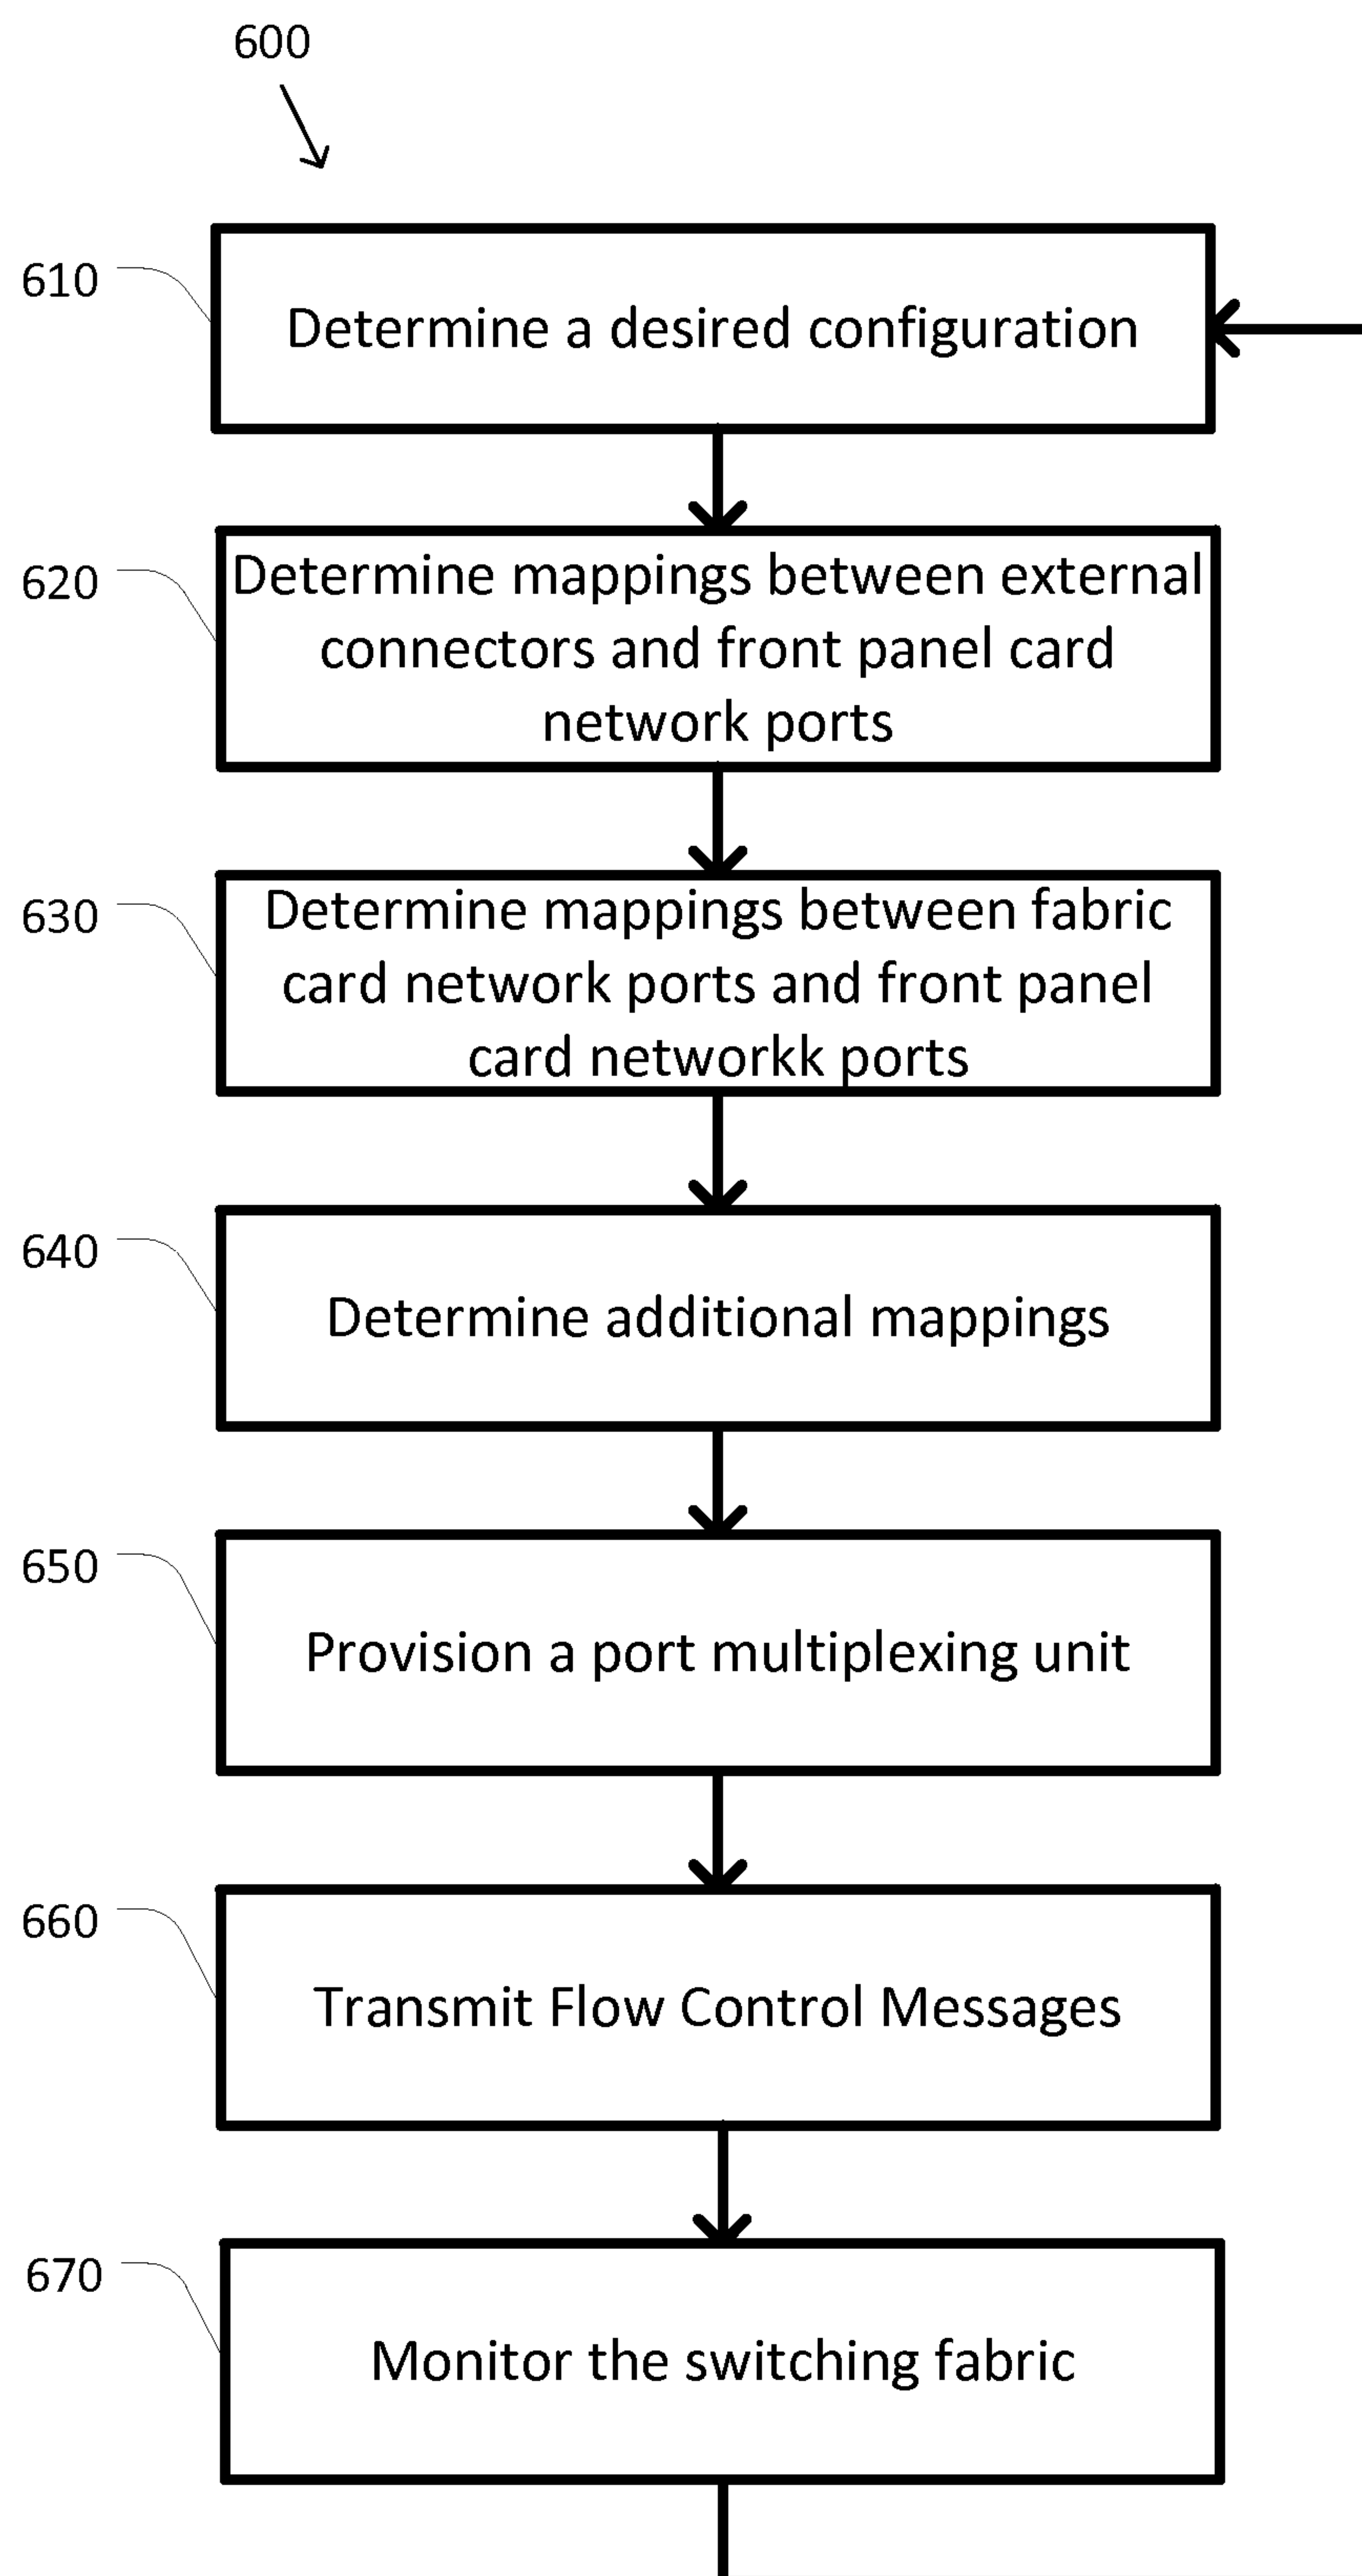 600
610
Determine a desired configuration
620
Determine mappings between external
connectors and front panel card
network ports
630
Determine mappings between fabric
card network ports and front panel
card networkk ports
640
Determine additional mappings
650
Provision a port multiplexing unit
660
Transmit Flow Control Messages
670
Monitor the switching fabric